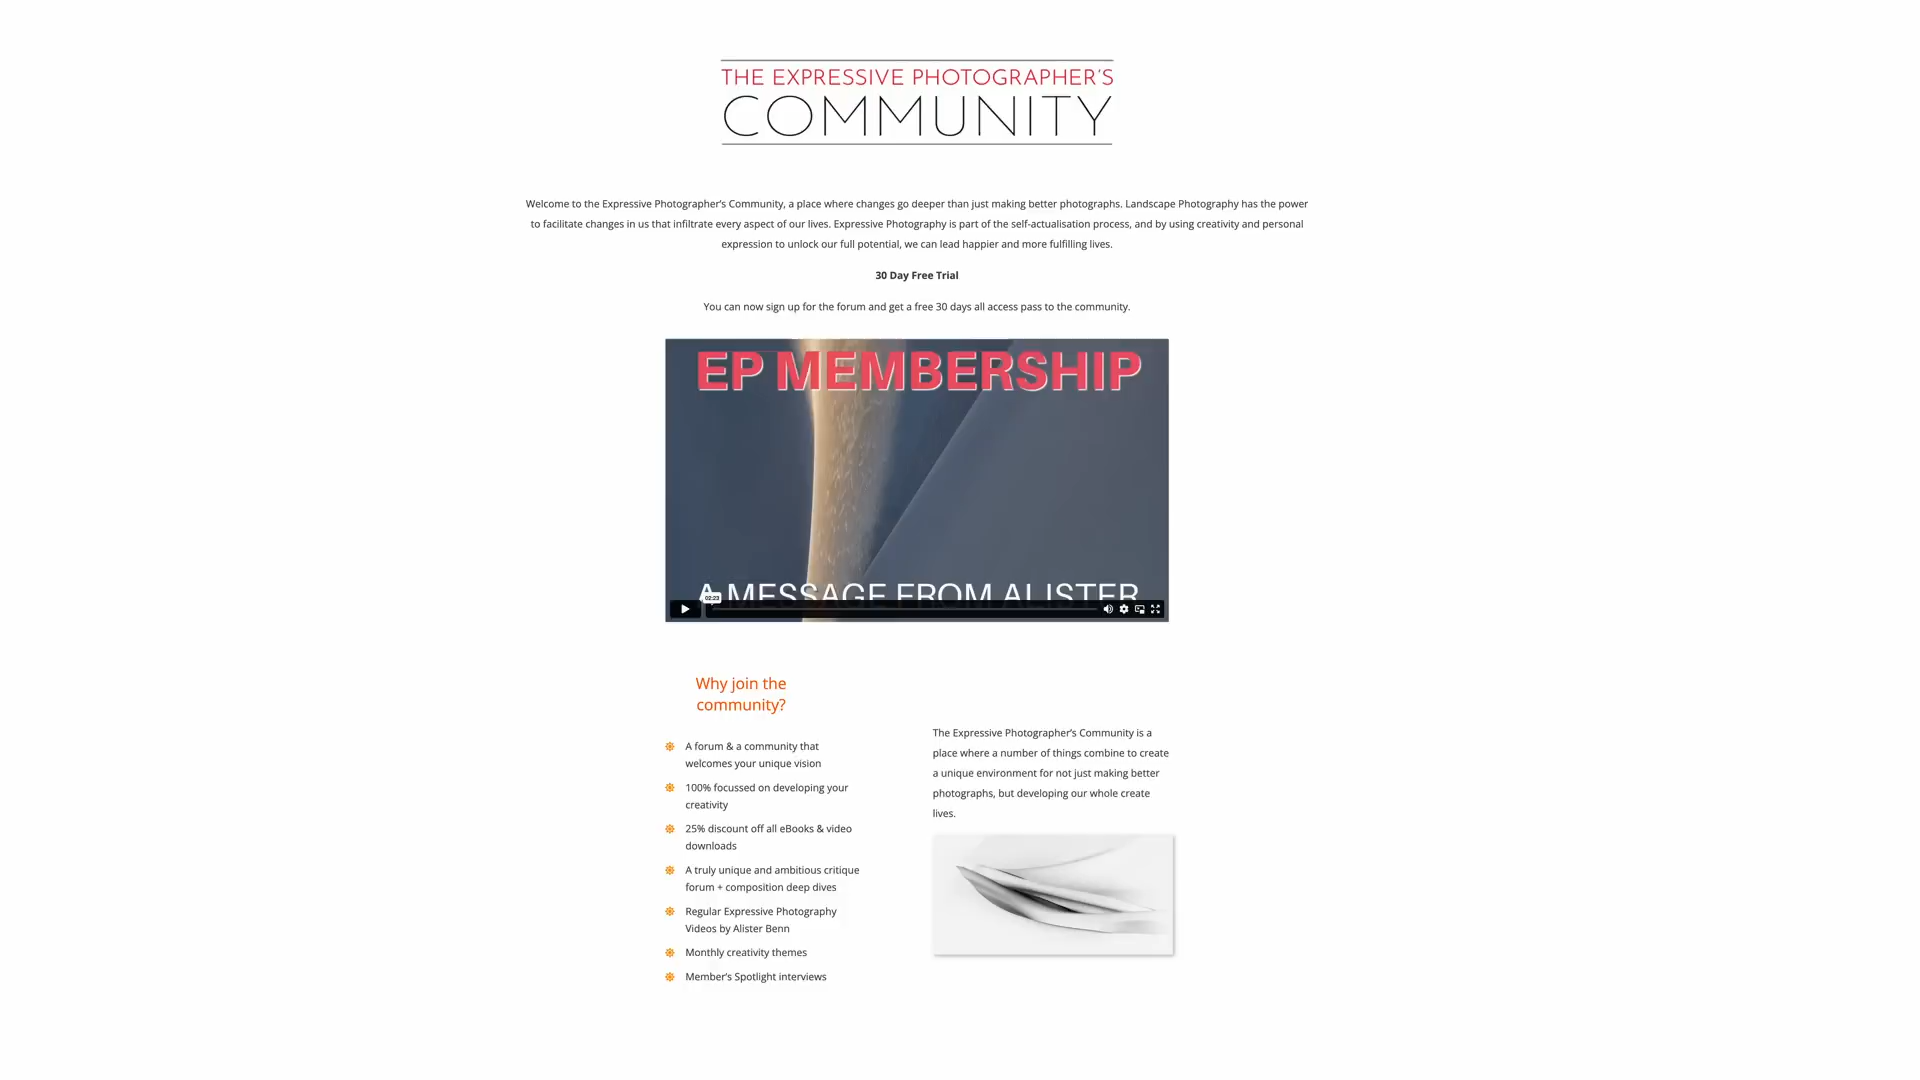 THE EXPRESSIVE PHOTOGRAPHER'S
COMMUNITY
Welcome to the Expressive Photographer's Community, a place where changes go deeper than just making better photographs. Landscape Photography has the power
to facilitate changes in us that infiltrate every aspect of our lives. Expressive Photography is part of the self-actualisation process, and by using creativity and personal
expression to unlock our full potential, we can lead happier and more fulfilling lives.
30 Day Free Trial
You can now sign up for the forum and get a free 30 days all access pass to the community.
EP MEMBERSHIP
A MESSAGE FROM ALISTER
02:23
Why join the
community?
A forum & a community that
welcomes your unique vision
100% focussed on developing your
creativity
25% discount off all eBooks & video
downloads
A truly unique and ambitious critique
forum + composition deep dives
Regular Expressive Photography
Videos by Alister Benn
Monthly creativity themes
Member's Spotlight interviews
The Expressive Photographer's Community is a
place where a number of things combine to create
a unique environment for not just making better
photographs, but developing our whole create
lives.